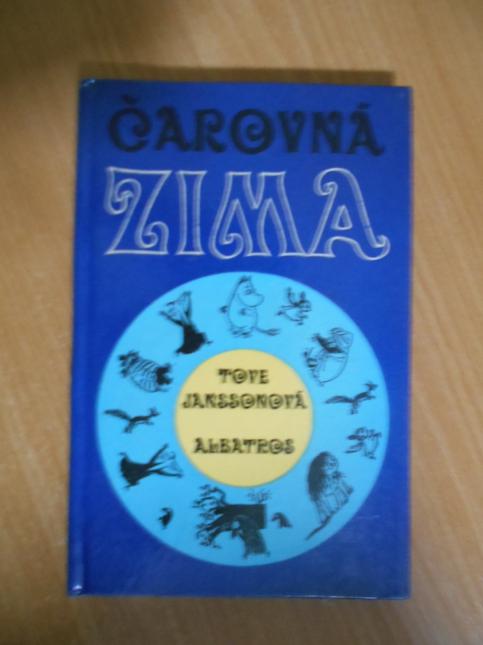 ČAROVNÁ
ZIMA
TOVE
JANSSONOVÁ
ALBATROS